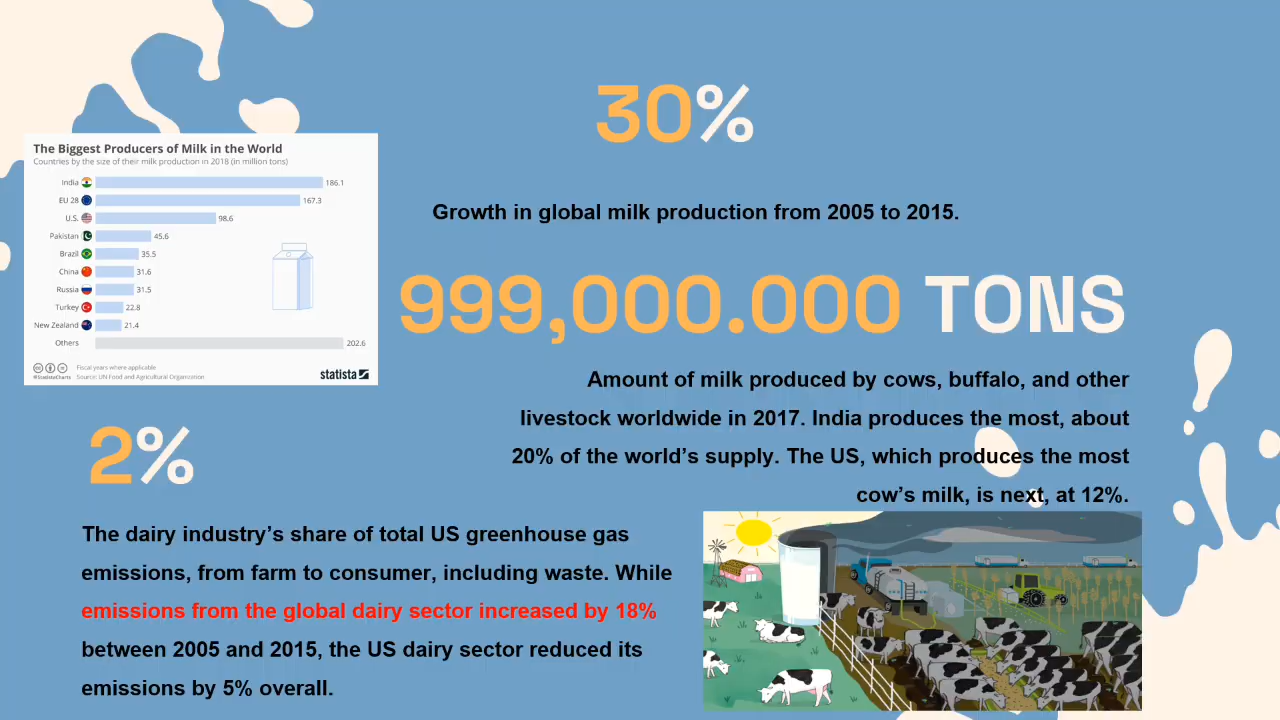 30%
Growth in global milk production from 2005 to 2015.
The Biggest Producers of Milk in the World
Countries by the size of their milk production in 2018 (in million tons)
India 186.1
EU 28 167.3
U.S. 98.6
Pakistan 45.6
Brazil 35.5
China 31.6
Russia 31.5
Turkey 22.8
New Zealand 21.4
Others 202.6
Fiscal years where applicable
@StatistaCharts Source: UN Food and Agricultural Organization
statista
999,000.000 TONS
Amount of milk produced by cows, buffalo, and other
livestock worldwide in 2017. India produces the most, about
20% of the world’s supply. The US, which produces the most
cow’s milk, is next, at 12%.
2%
The dairy industry’s share of total US greenhouse gas
emissions, from farm to consumer, including waste. While
emissions from the global dairy sector increased by 18%
between 2005 and 2015, the US dairy sector reduced its
emissions by 5% overall.